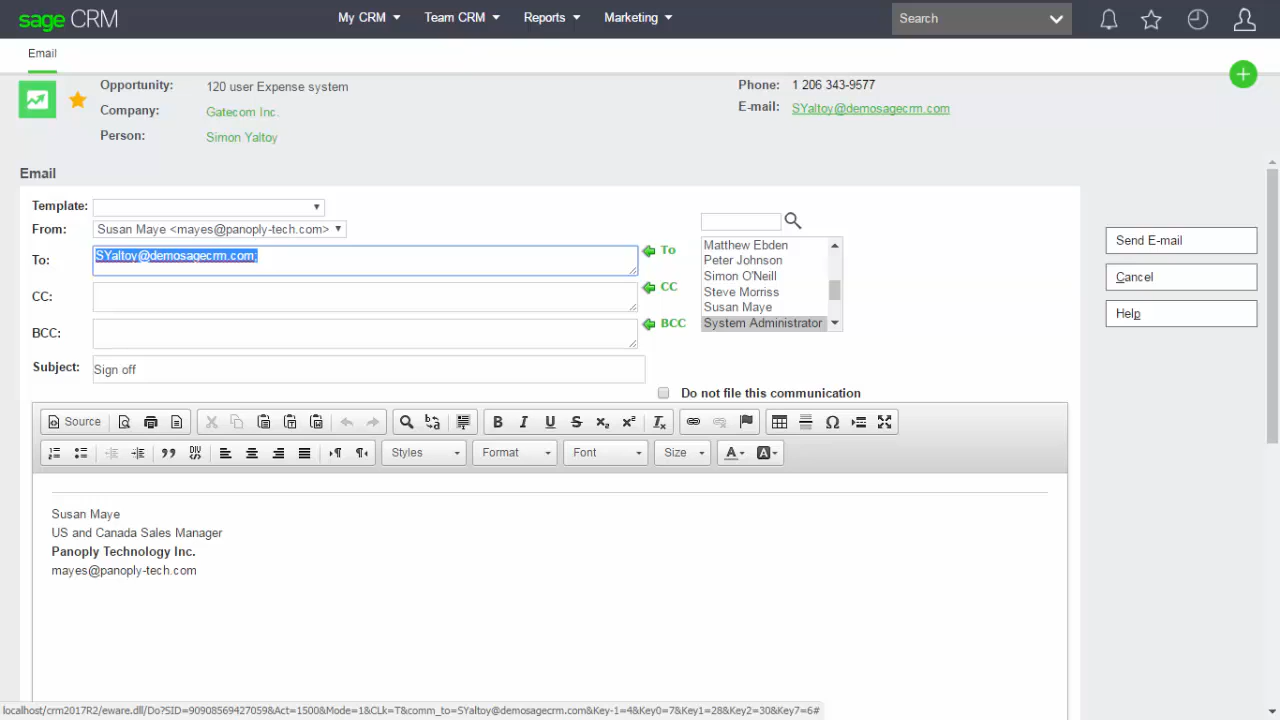 sage CRM
My CRM
Team CRM
Reports
Marketing
Search
Email
Opportunity: 120 user Expense system
Company: Gatecom Inc.
Person: Simon Yaltoy
Phone: 1 206 343-9577
E-mail: SYaltoy@demosagecrm.com
Email
Template:
From: Susan Maye <mayes@panoply-tech.com>
To: SYaltoy@demosagecrm.com;
CC:
BCC:
Subject: Sign off
To
CC
BCC
Matthew Ebden
Peter Johnson
Simon O'Neill
Steve Morriss
Susan Maye
System Administrator
Do not file this communication
Send E-mail
Cancel
Help
Source
Styles
Format
Font
Size
Susan Maye
US and Canada Sales Manager
Panoply Technology Inc.
mayes@panoply-tech.com
localhost/crm2017R2/eware.dll/Do?SID=90908569427059&Act=1500&Mode=1&CLk=T&comm_to=SYaltoy@demosagecrm.com&Key-1=4&Key0=7&Key1=28&Key2=30&Key7=6#